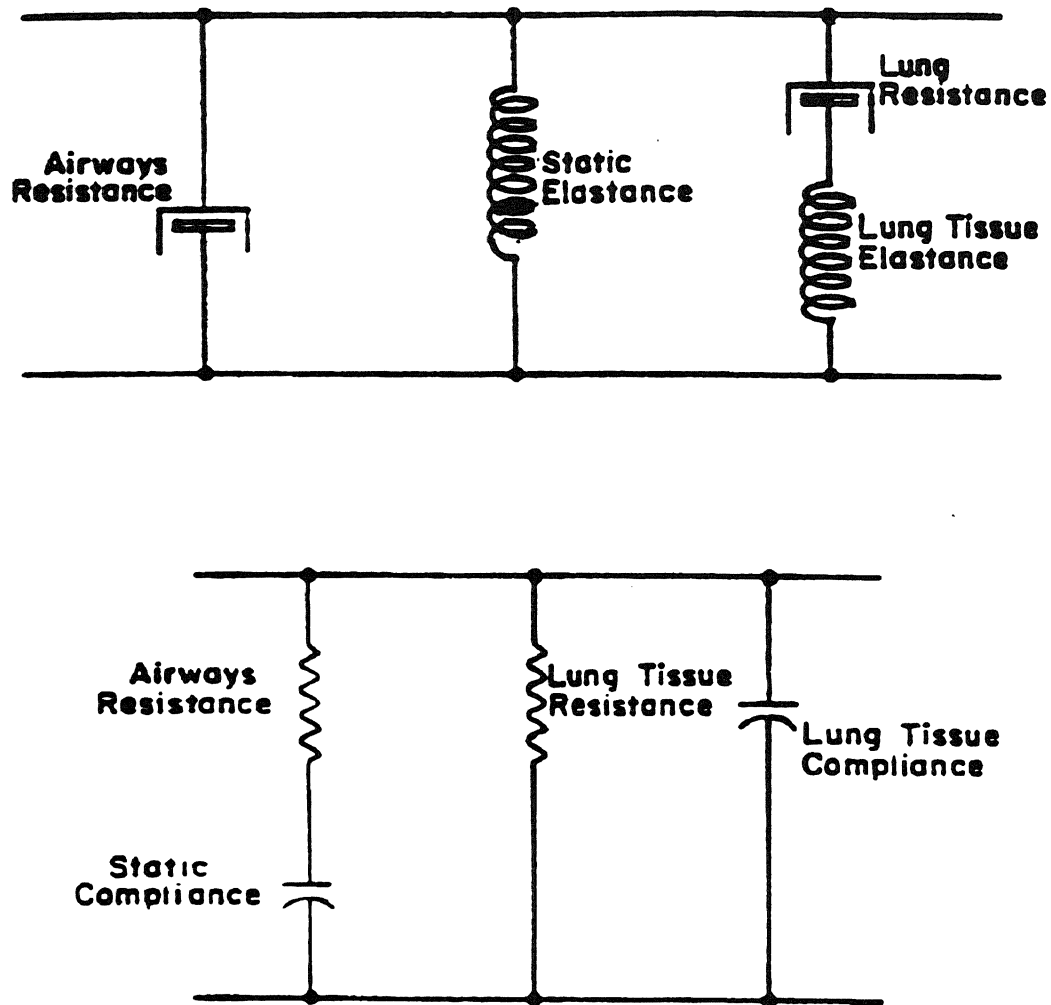 Airways
Resistance
Static
Elastance
Lung
Resistance
Lung Tissue
Elastance
Airways
Resistance
Static
Compliance
Lung Tissue
Resistance
Lung Tissue
Compliance